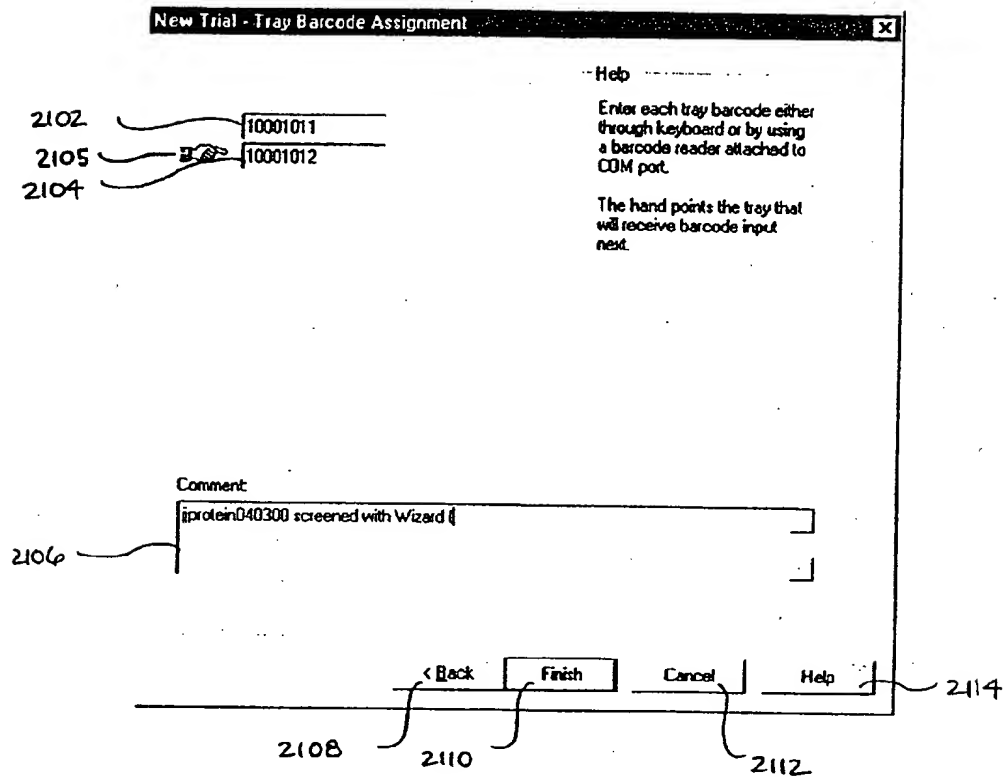 New Trial - Tray Barcode Assignment
Help
Enter each tray barcode either
through keyboard or by using
a barcode reader attached to
COM port.
The hand points the tray that
will receive barcode input
next.
2102
10001011
2105
10001012
2104
Comment:
screened with Wizard
2106
< Back
Finish
Cancel
Help
2114
2108
2110
2112